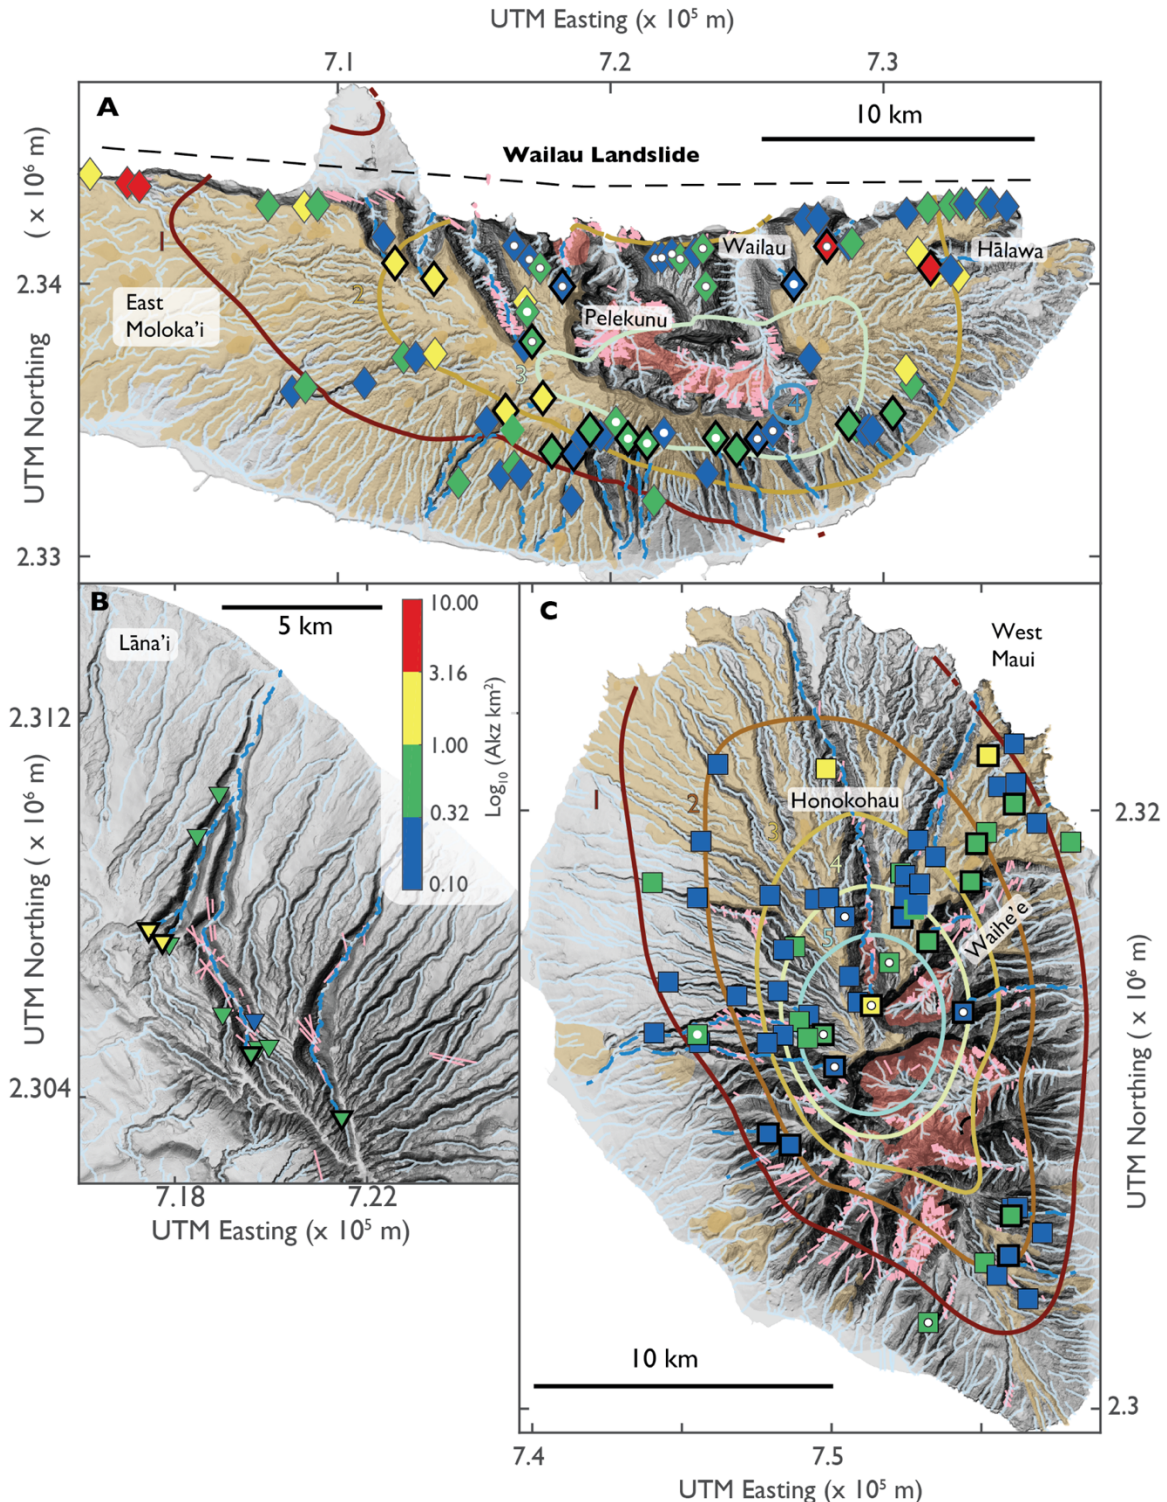 UTM Easting (x 10⁵ m)
7.1
7.2
7.3
A
10 km
Wailau Landslide
UTM Northing (x 10⁶ m)
2.34
2.33
1
2
3
4
East
Moloka'i
Pelekunu
Wailau
Hālawa
B
Lāna'i
5 km
10.00
3.16
1.00
0.32
0.10
Log₁₀ (Akz km²)
2.312
2.304
UTM Northing ( x 10⁶ m)
7.18
7.22
UTM Easting (x 10⁵ m)
C
West
Maui
Honokohau
Waihe'e
1
2
3
4
5
10 km
2.32
2.3
UTM Northing ( x 10⁶ m)
7.4
7.5
UTM Easting (x 10⁵ m)